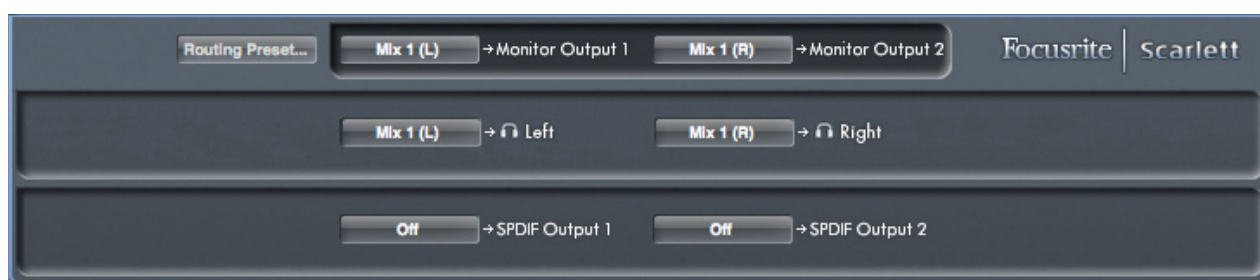 Routing Preset... Mix 1 (L) →Monitor Output 1 Mix 1 (R) →Monitor Output 2 Focusrite | Scarlett
Mix 1 (L) → Left Mix 1 (R) → Right
Off →SPDIF Output 1 Off →SPDIF Output 2